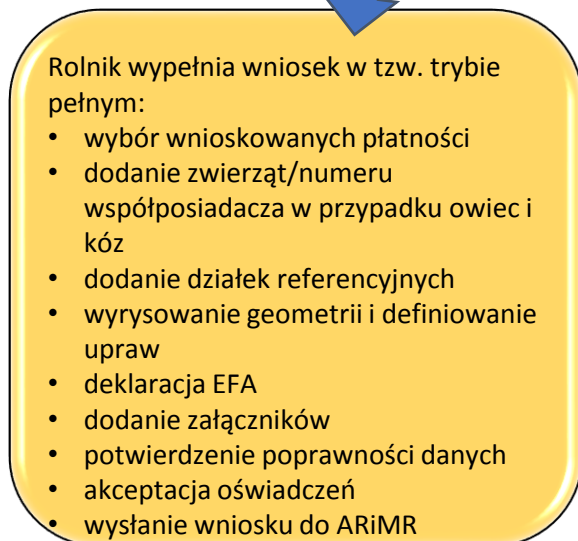 Rolnik wypełnia wniosek w tzw. trybie
pełnym:
• wybór wnioskowanych płatności
• dodanie zwierząt/numeru
współposiadacza w przypadku owiec i
kóz
• dodanie działek referencyjnych
• wyrysowanie geometrii i definiowanie
upraw
• deklaracja EFA
• dodanie załączników
• potwierdzenie poprawności danych
• akceptacja oświadczeń
• wysłanie wniosku do ARiMR